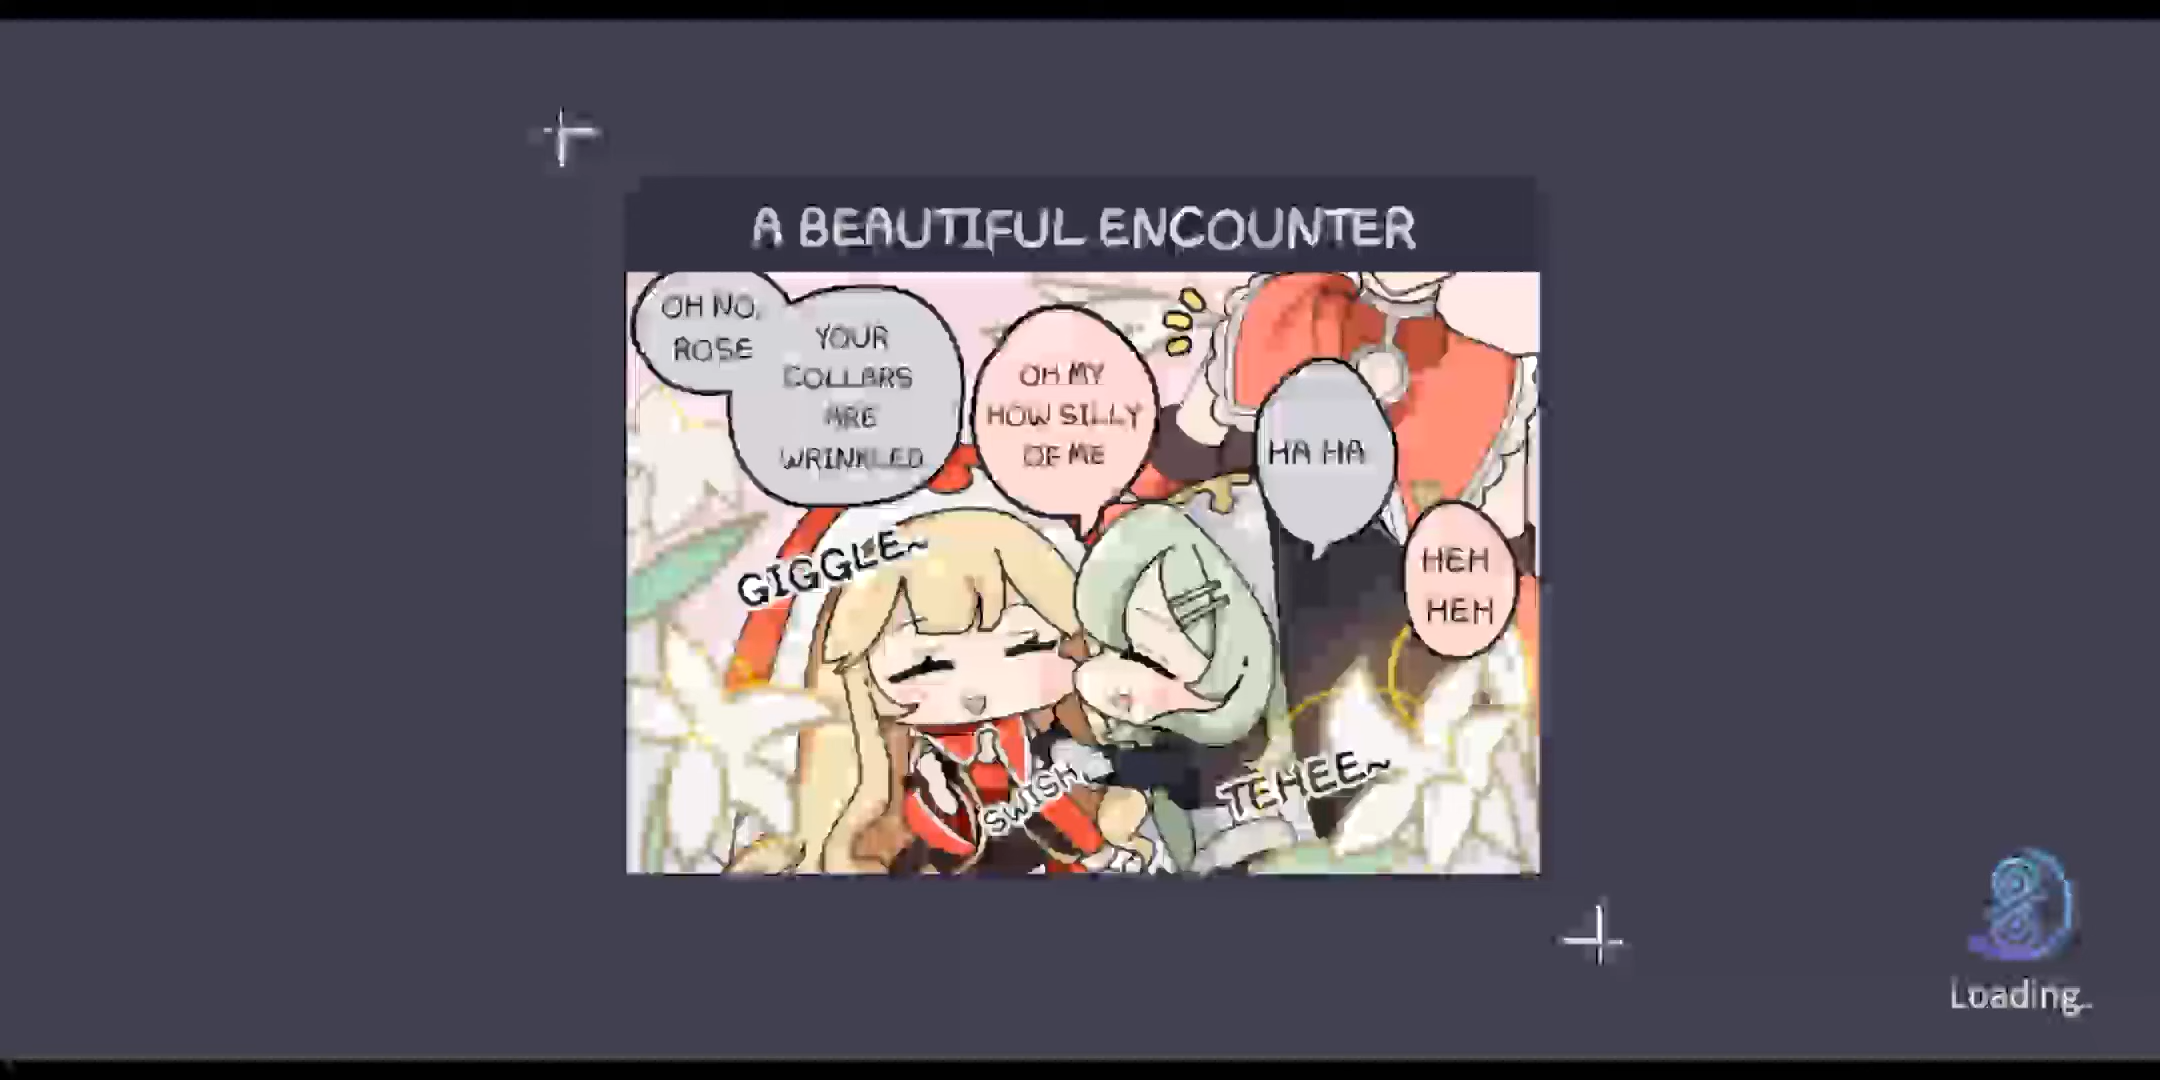 A BEAUTIFUL ENCOUNTER
OH NO,
ROSE
YOUR
COLLARS
ARE
WRINKLED
OH MY
HOW SILLY
OF ME
HA HA
HEH
HEH
GIGGLE~
SWISH
TEHEE~
Loading..